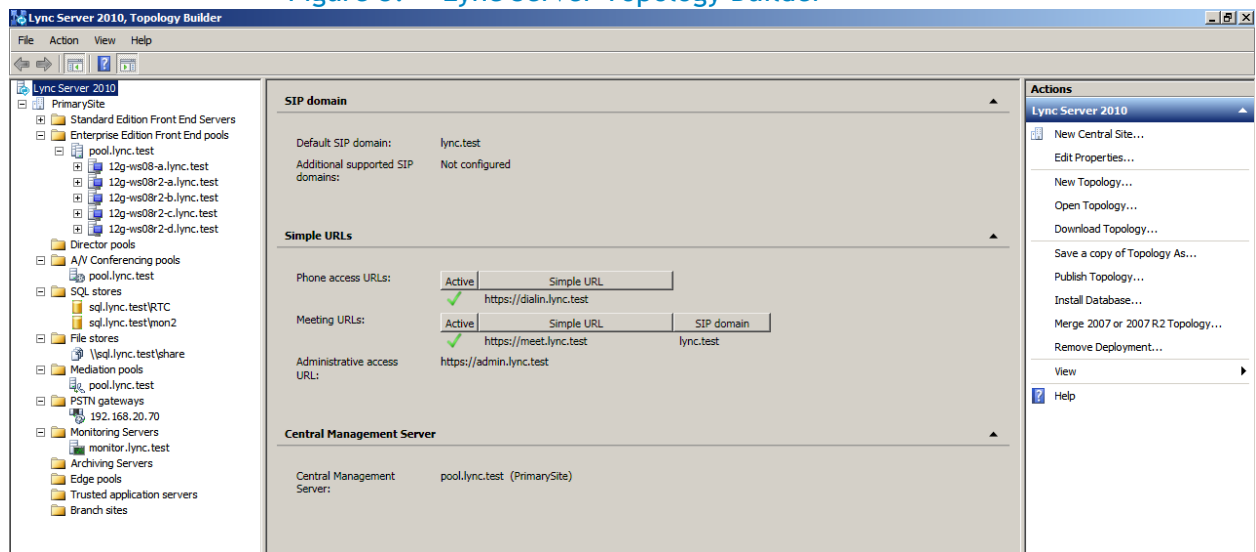 Lync Server 2010, Topology Builder
File Action View Help
Lync Server 2010
PrimarySite
Standard Edition Front End Servers
Enterprise Edition Front End pools
pool.lync.test
12g-ws08-a.lync.test
12g-ws08r2-a.lync.test
12g-ws08r2-b.lync.test
12g-ws08r2-c.lync.test
12g-ws08r2-d.lync.test
Director pools
A/V Conferencing pools
pool.lync.test
SQL stores
sql.lync.test\RTC
sql.lync.test\mon2
File stores
\\sql.lync.test\share
Mediation pools
pool.lync.test
PSTN gateways
192.168.20.70
Monitoring Servers
monitor.lync.test
Archiving Servers
Edge pools
Trusted application servers
Branch sites
SIP domain
Default SIP domain: lync.test
Additional supported SIP Not configured
domains:
Simple URLs
Phone access URLs: Active Simple URL
https://dialin.lync.test
Meeting URLs: Active Simple URL SIP domain
https://meet.lync.test lync.test
Administrative access https://admin.lync.test
URL:
Central Management Server
Central Management pool.lync.test (PrimarySite)
Server:
Actions
Lync Server 2010
New Central Site...
Edit Properties...
New Topology...
Open Topology...
Download Topology...
Save a copy of Topology As...
Publish Topology...
Install Database...
Merge 2007 or 2007 R2 Topology...
Remove Deployment...
View
Help